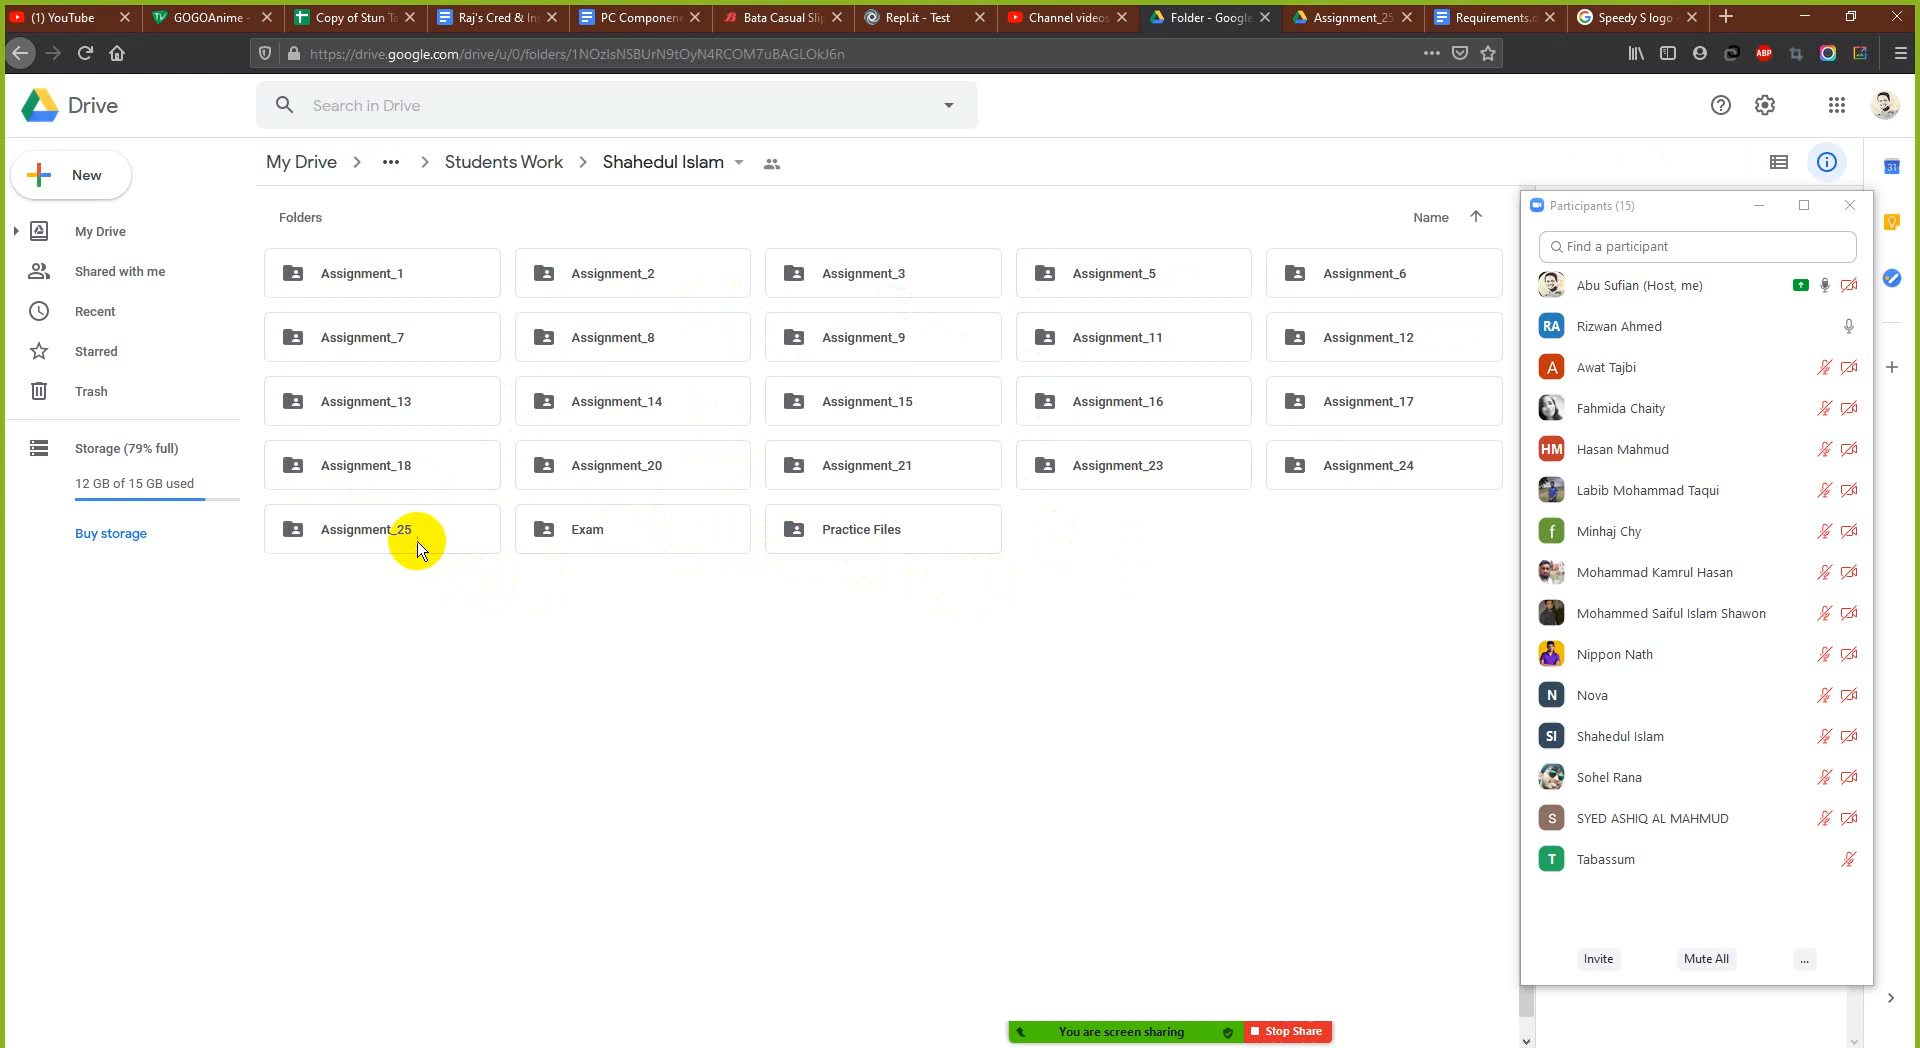 (1) YouTube
GOGOAnime -
Copy of Stun Ta
Raj's Cred & In
PC Componen
Bata Casual Slip
Repl.it - Test
Channel videos
Folder - Google
Assignment_25
Requirements.d
Speedy S logo -
https://drive.google.com/drive/u/0/folders/1NOzIsNSBUrN9tOyN4RCOM7uBAGLOkJ6n
ABP
Drive
Search in Drive
My Drive > ••• > Students Work > Shahedul Islam
31
New
My Drive
Shared with me
Recent
Starred
Trash
Storage (79% full)
12 GB of 15 GB used
Buy storage
Folders
Name
Assignment_1
Assignment_2
Assignment_3
Assignment_5
Assignment_6
Assignment_7
Assignment_8
Assignment_9
Assignment_11
Assignment_12
Assignment_13
Assignment_14
Assignment_15
Assignment_16
Assignment_17
Assignment_18
Assignment_20
Assignment_21
Assignment_23
Assignment_24
Assignment_25
Exam
Practice Files
Participants (15)
Find a participant
Abu Sufian (Host, me)
RA Rizwan Ahmed
A Awat Tajbi
Fahmida Chaity
HM Hasan Mahmud
Labib Mohammad Taqui
f Minhaj Chy
Mohammad Kamrul Hasan
Mohammed Saiful Islam Shawon
Nippon Nath
N Nova
SI Shahedul Islam
Sohel Rana
S SYED ASHIQ AL MAHMUD
T Tabassum
Invite
Mute All
...
You are screen sharing
Stop Share